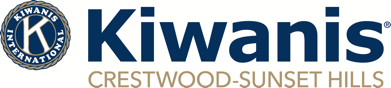 KIWANIS
K
INTERNATIONAL
Kiwanis®
CRESTWOOD-SUNSET HILLS